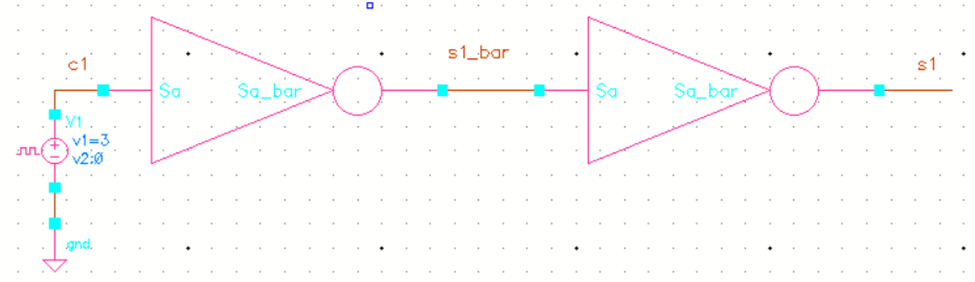 c1
s1_bar
s1
Sa
Sa_bar
Sa
Sa_bar
V1
v1=3
v2:0
gnd